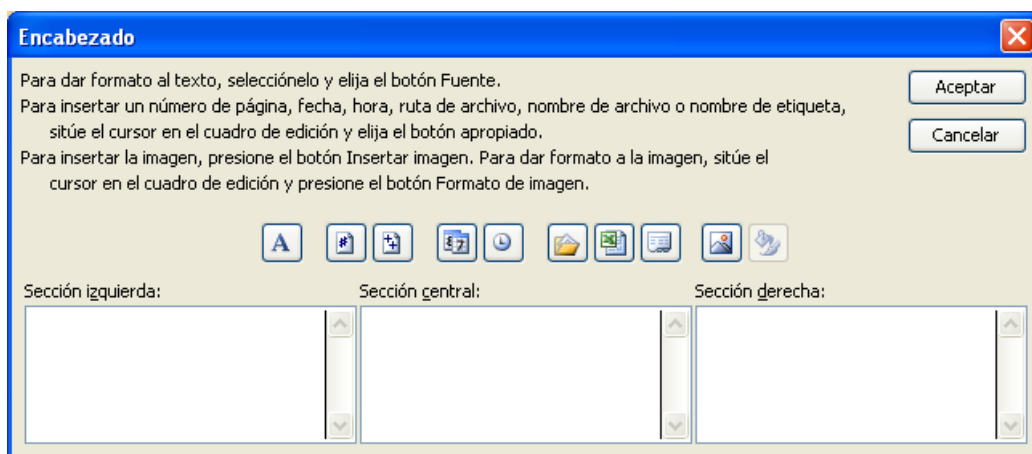 Encabezado
Para dar formato al texto, selecciónelo y elija el botón Fuente.
Para insertar un número de página, fecha, hora, ruta de archivo, nombre de archivo o nombre de etiqueta,
sitúe el cursor en el cuadro de edición y elija el botón apropiado.
Para insertar la imagen, presione el botón Insertar imagen. Para dar formato a la imagen, sitúe el
cursor en el cuadro de edición y presione el botón Formato de imagen.
Aceptar
Cancelar
A
Sección izquierda:
Sección central:
Sección derecha: